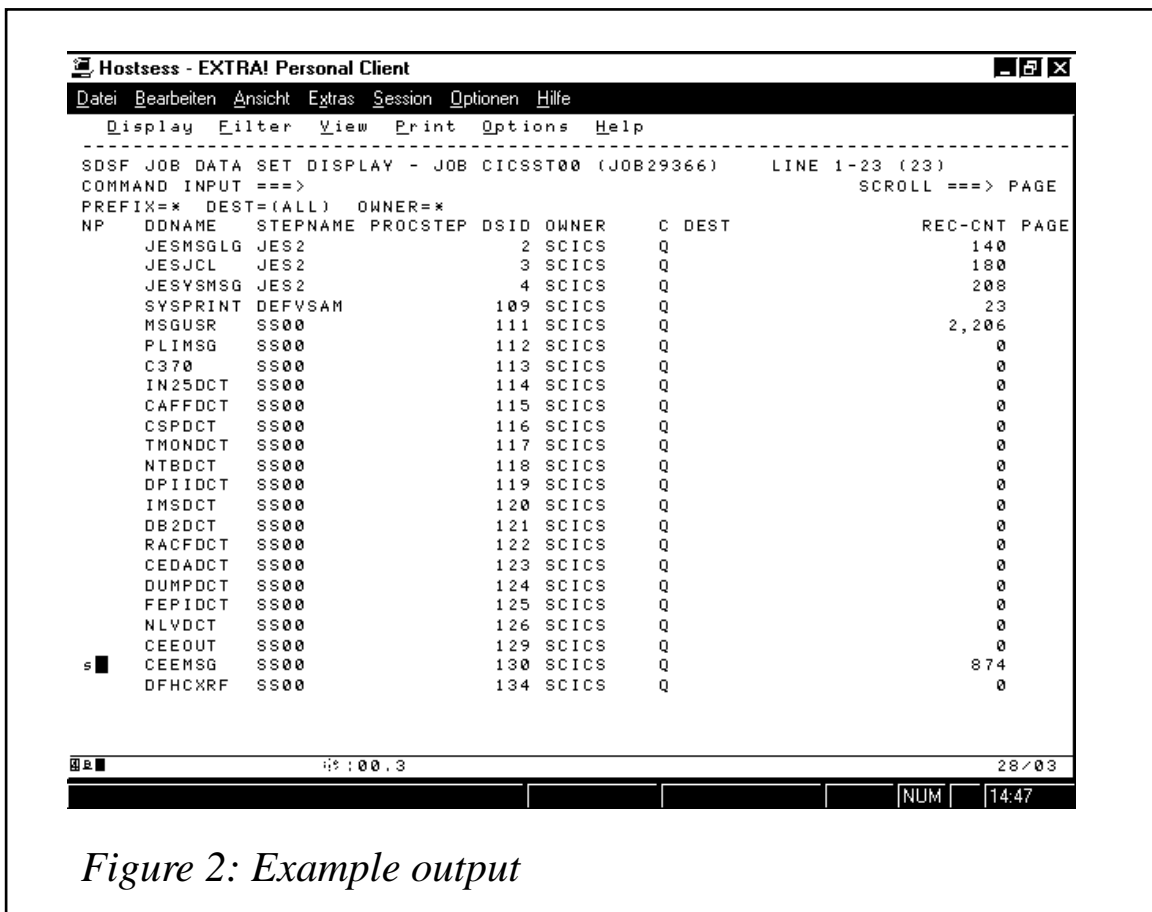 Hostsess - EXTRA! Personal Client
Datei Bearbeiten Ansicht Extras Session Optionen Hilfe
Display Filter View Print Options Help
SDSF JOB DATA SET DISPLAY - JOB CICSST00 (JOB29366) LINE 1-23 (23)
COMMAND INPUT ===> SCROLL ===> PAGE
PREFIX=* DEST=(ALL) OWNER=*
NP DDNAME STEPNAME PROCSTEP DSID OWNER C DEST REC-CNT PAGE
JESMSGLG JES2 2 SCICS Q 140
JESJCL JES2 3 SCICS Q 180
JESYSMSG JES2 4 SCICS Q 208
SYSPRINT DEFVSAM 109 SCICS Q 23
MSGUSR SS00 111 SCICS Q 2,206
PLIMSG SS00 112 SCICS Q 0
C370 SS00 113 SCICS Q 0
IN25DCT SS00 114 SCICS Q 0
CAFFDCT SS00 115 SCICS Q 0
CSPDCT SS00 116 SCICS Q 0
TMONDCT SS00 117 SCICS Q 0
NTBDCT SS00 118 SCICS Q 0
DPIIDCT SS00 119 SCICS Q 0
IMSDCT SS00 120 SCICS Q 0
DB2DCT SS00 121 SCICS Q 0
RACFDCT SS00 122 SCICS Q 0
CEDADCT SS00 123 SCICS Q 0
DUMPDCT SS00 124 SCICS Q 0
FEPIDCT SS00 125 SCICS Q 0
NLVDCT SS00 126 SCICS Q 0
CEEOUT SS00 129 SCICS Q 0
s CEEMSG SS00 130 SCICS Q 874
DFHCXRF SS00 134 SCICS Q 0
:00.3 28/03
NUM 14:47
Figure 2: Example output